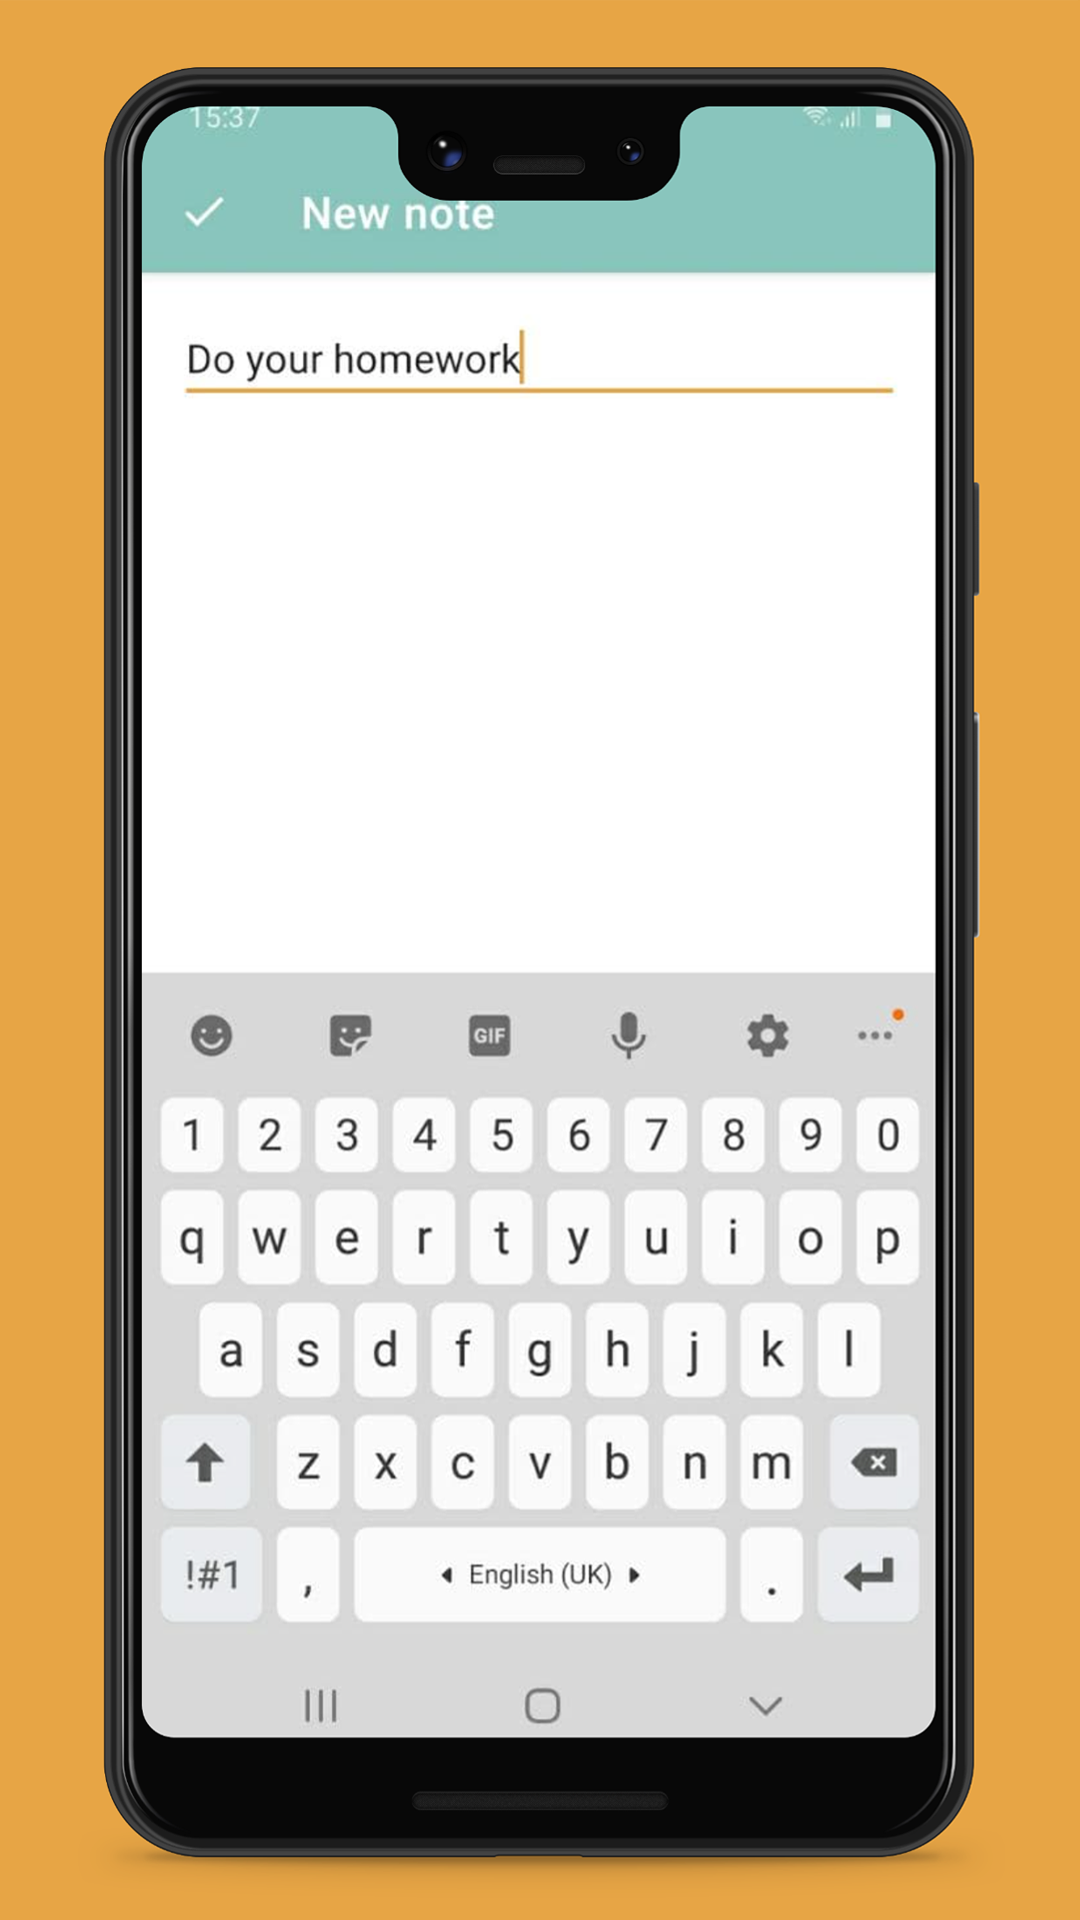 15:37
New note
Do your homework
GIF
1 2 3 4 5 6 7 8 9 0
q w e r t y u i o p
a s d f g h j k l
z x c v b n m
!#1 , English (UK) .